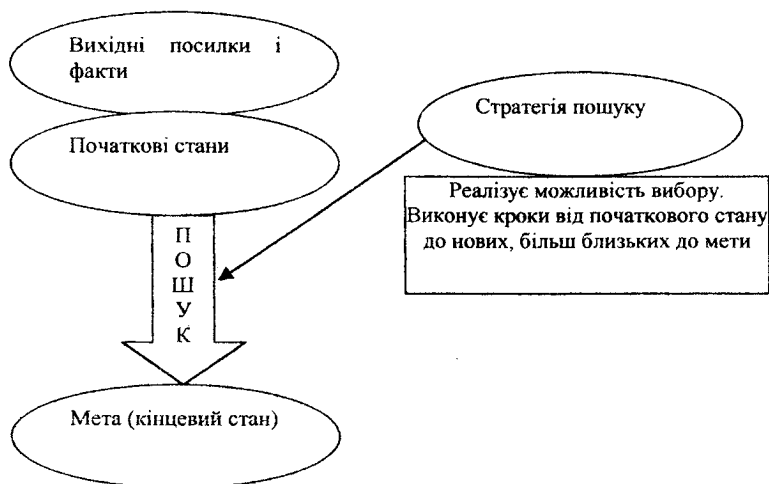 Вихідні посилки і
факти
Початкові стани
ПОШУК
Мета (кінцевий стан)
Стратегія пошуку
Реалізує можливість вибору.
Виконує кроки від початкового стану
до нових, більш близьких до мети